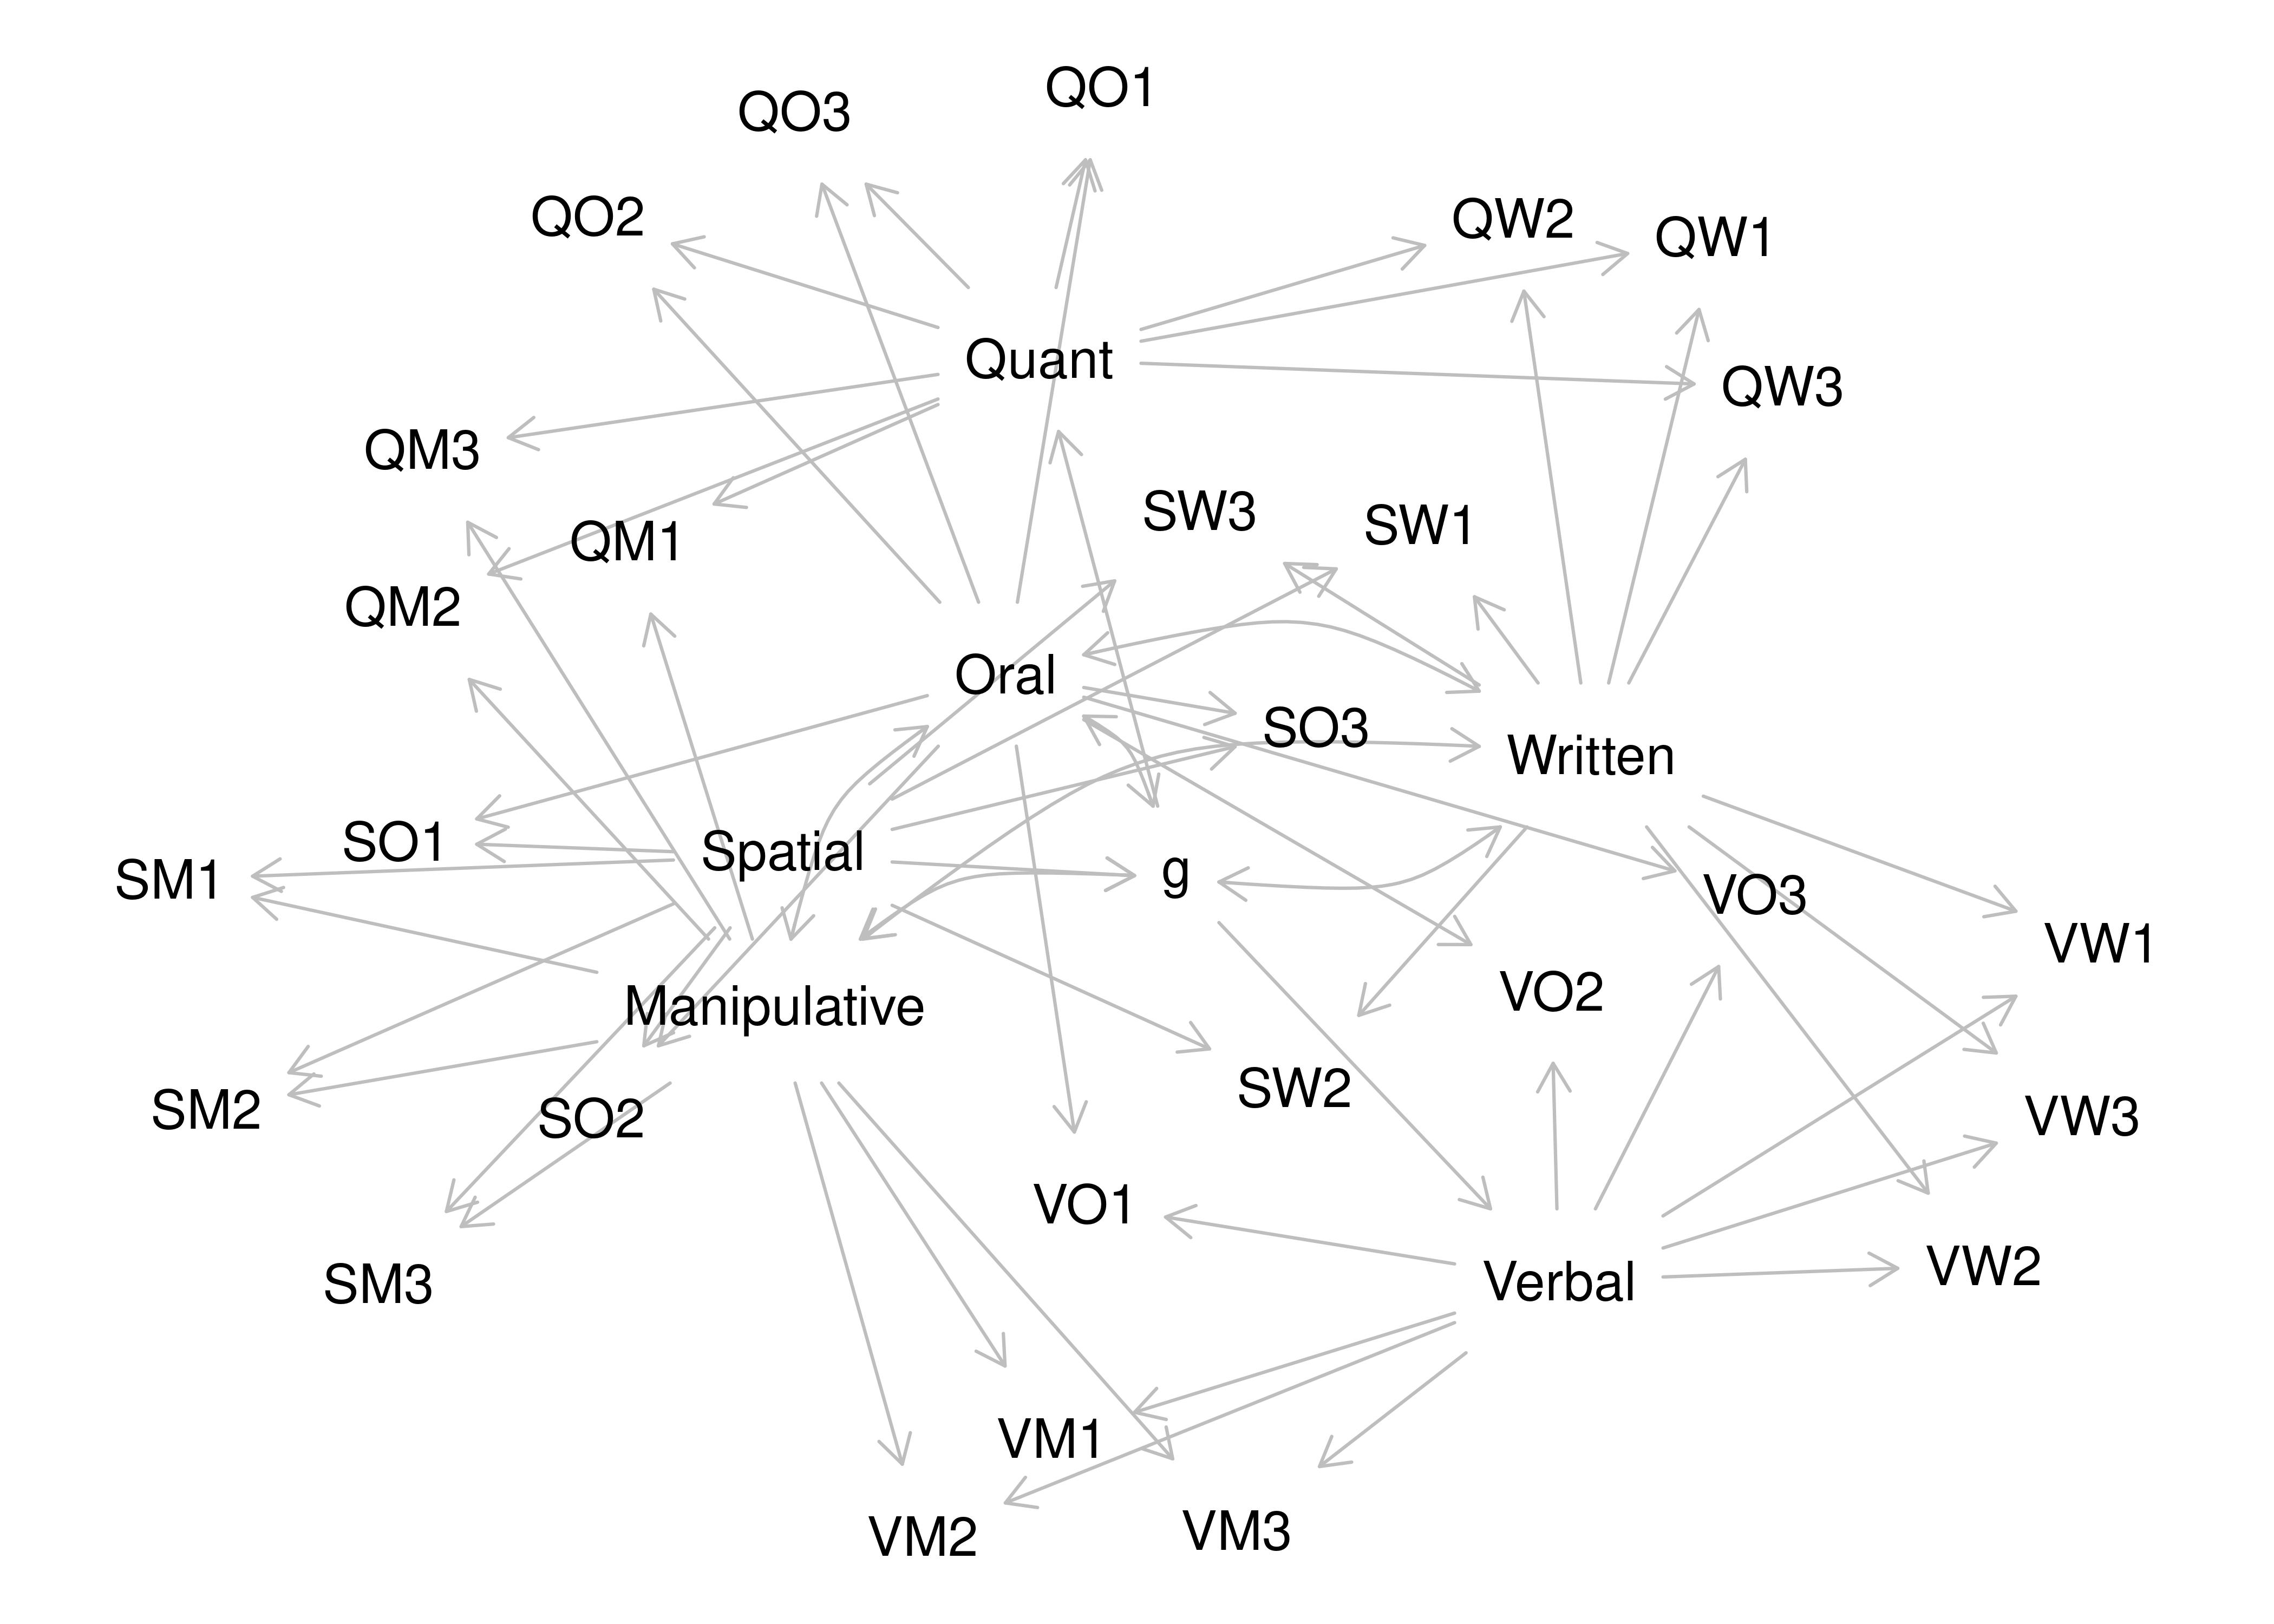 QO1
QO3
QO2
QW2
QW1
Quant
QW3
QM3
SW3
SW1
QM1
QM2
Oral
SO3
Written
SO1
Spatial
SM1
g
VO3
VW1
VO2
Manipulative
SW2
SM2
SO2
VW3
VO1
VW2
Verbal
SM3
VM1
VM3
VM2